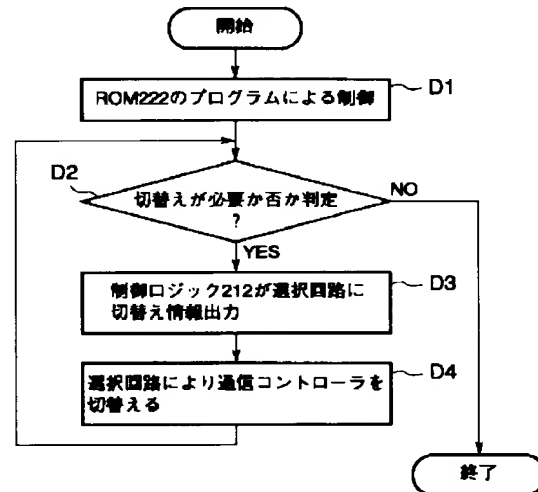 開始
ROM222のプログラムによる制御
D1
D2
切替えが必要か否か判定
?
NO
YES
制御ロジック212が選択回路に
切替え情報出力
D3
選択回路により通信コントローラを
切替える
D4
終了